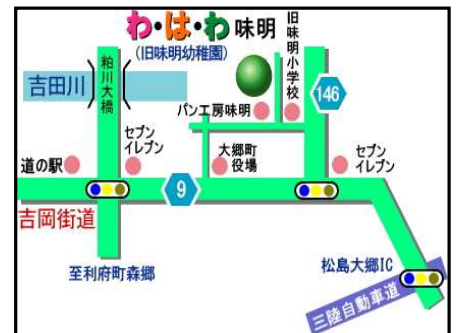 わ・は・わ 味明
(旧味明幼稚園)
旧味明小学校
粕川大橋
吉田川
146
パン工房味明
セブン
イレブン
大郷町
役場
セブン
イレブン
道の駅
9
吉岡街道
至利府町森郷
松島大郷IC
三陸自動車道